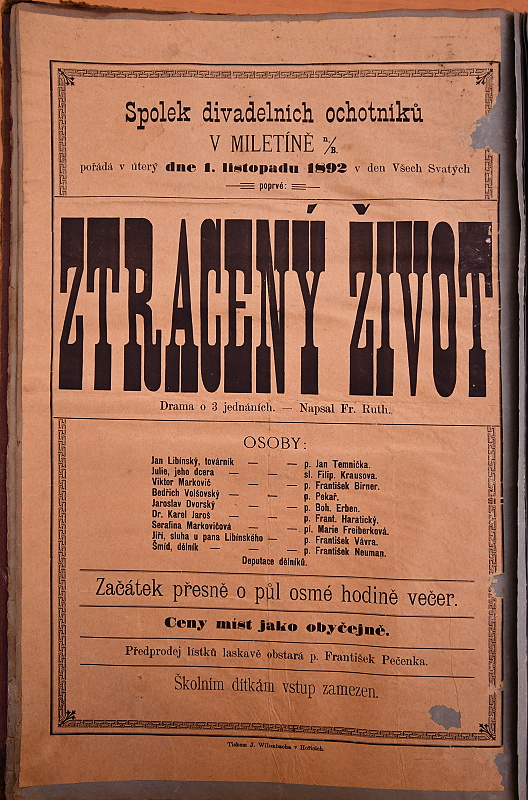 Spolek divadelních ochotníků
V MILETÍNĚ n/B.
pořádá v úterý dne 1. listopadu 1892 v den Všech Svatých
poprvé:
ZTRACENÝ ŽIVOT
Drama o 3 jednáních. — Napsal Fr. Ruth.
OSOBY:
Jan Libínský, továrník — — p. Jan Temnička.
Julie, jeho dcera — — sl. Filip. Krausova.
Viktor Markovič — — p. František Birner.
Bedřich Volšovský — — p. Pekař.
Jaroslav Dvorský — — p. Boh. Erben.
Dr. Karel Jaroš — — p. Frant. Haratický.
Serafina Markovičová — — pí. Marie Freiberková.
Jiří, sluha u pana Libínského — p. František Vávra.
Šmíd, dělník — — p. František Neuman.
Deputace dělníků.
Začátek přesně o půl osmé hodině večer.
Ceny míst jako obyčejně.
Předprodej lístků laskavě obstará p. František Pečenka.
Školním dítkám vstup zamezen.
Tiskem J. Willenbacha v Hořicích.